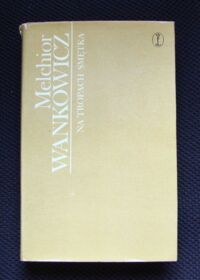 Melchior
WAŃKOWICZ
NA TROPACH SMĘTKA